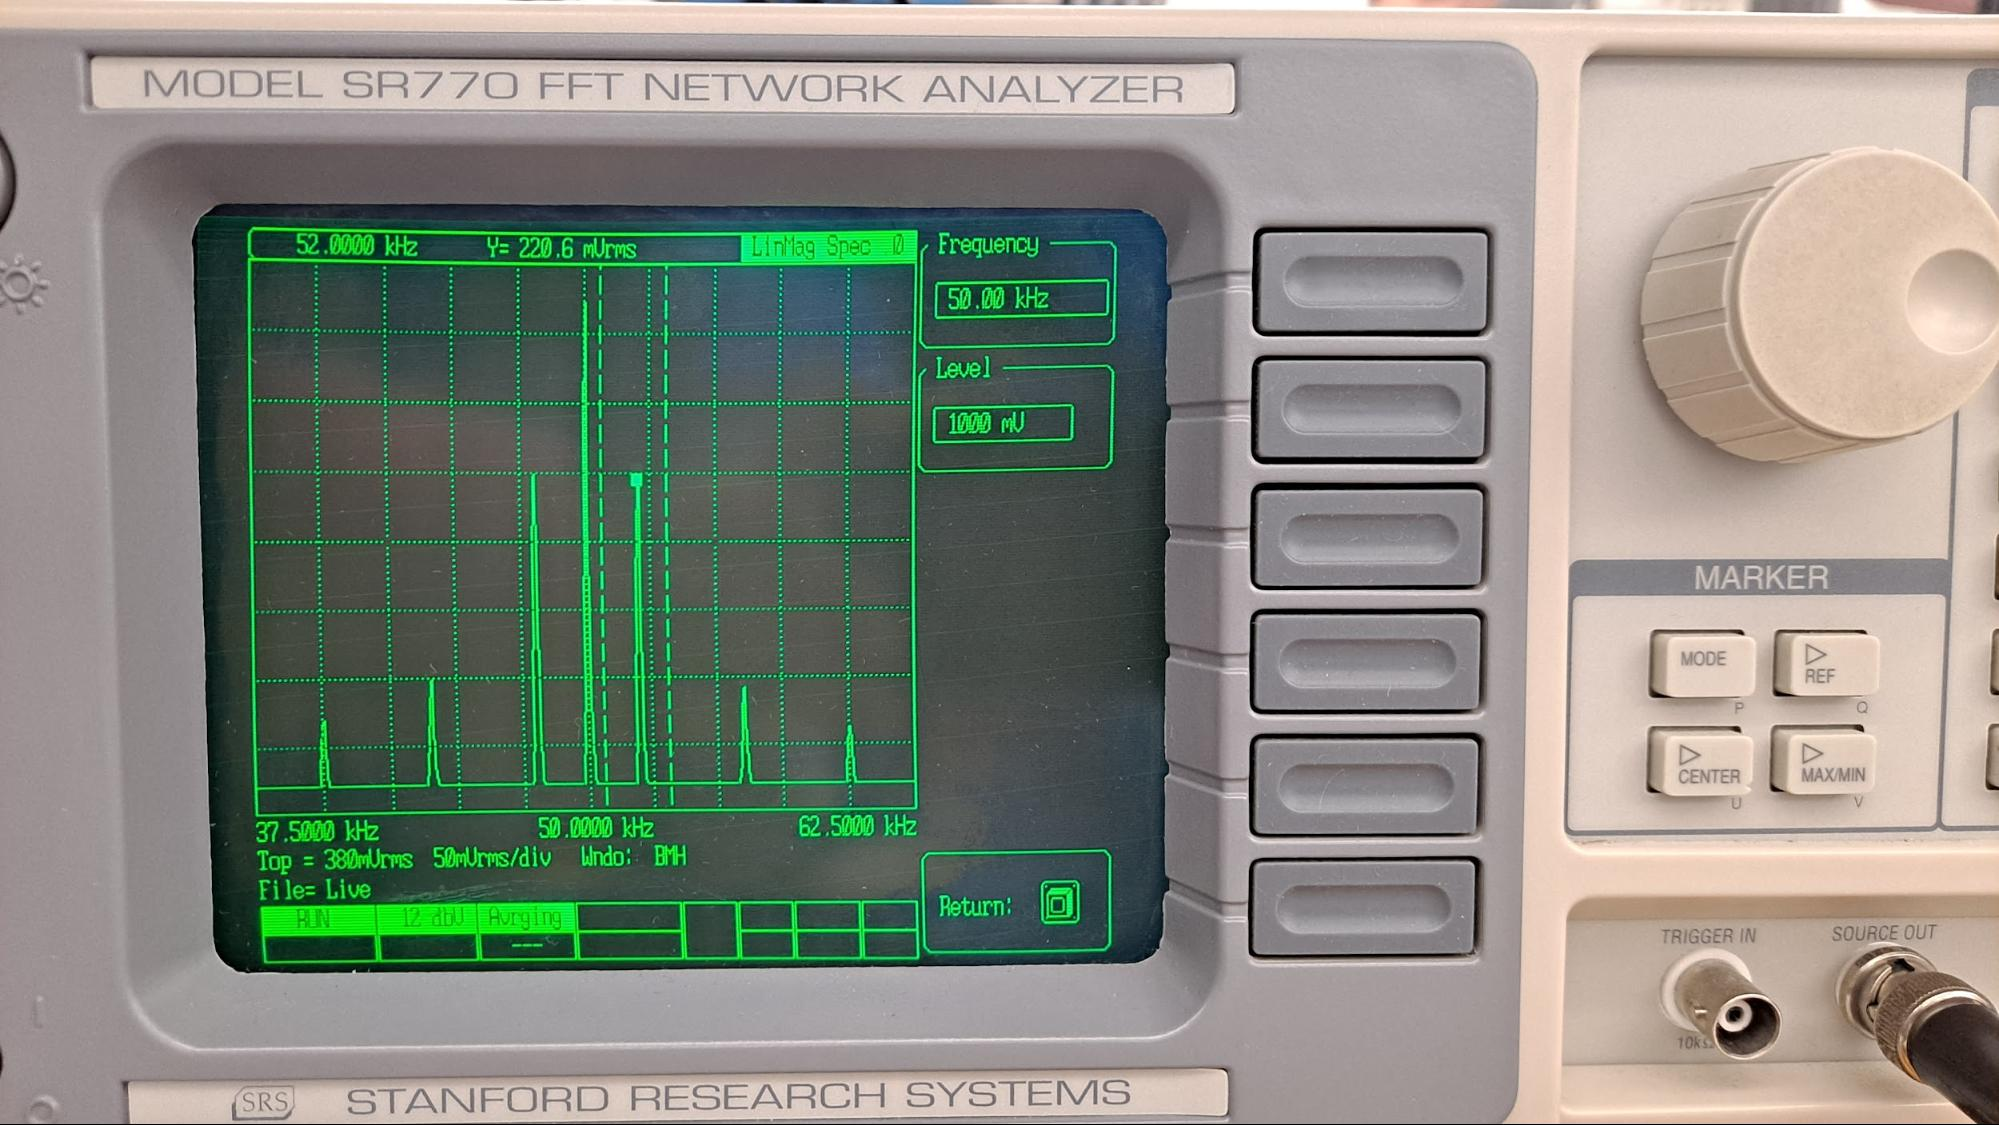 MODEL SR770 FFT NETWORK ANALYZER
52.0000 kHz Y= 220.6 mVrms LinMag Spec 0
Frequency
50.00 kHz
Level
1000 mV
37.5000 kHz 50.0000 kHz 62.5000 kHz
Top = 380mVrms 50mVrms/div Wndo: BMH
File= Live
RUN 12 dbV Avrging
---
Return:
SRS STANFORD RESEARCH SYSTEMS
MARKER
MODE
P
REF
Q
CENTER
U
MAX/MIN
V
TRIGGER IN
10k
SOURCE OUT